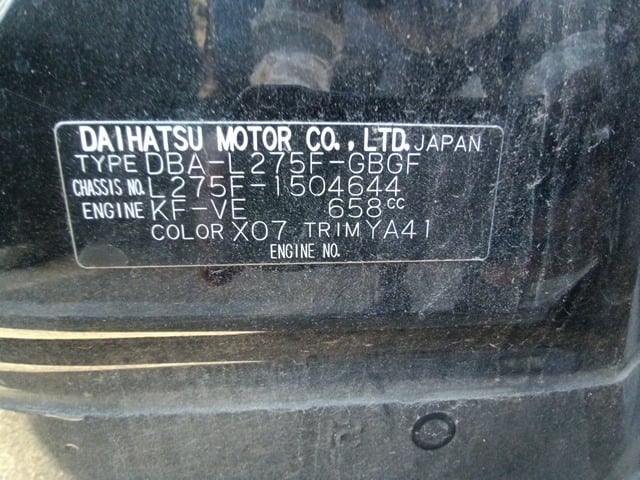 DAIHATSU MOTOR CO., LTD. JAPAN
TYPE DBA-L275F-GBGF
CHASSIS NO. L275F-1504644
ENGINE KF-VE 658CC
COLOR X07 TRIM YA41
ENGINE NO.